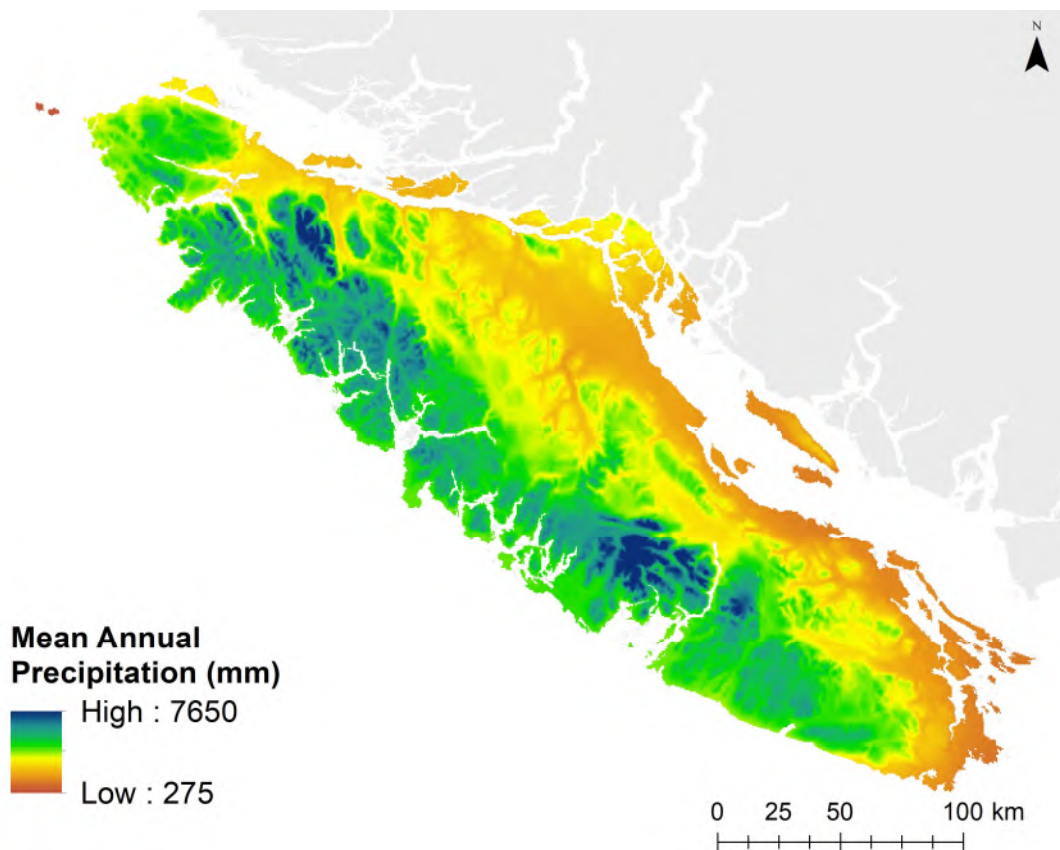 N
Mean Annual
Precipitation (mm)
High : 7650
Low : 275
0 25 50 100 km